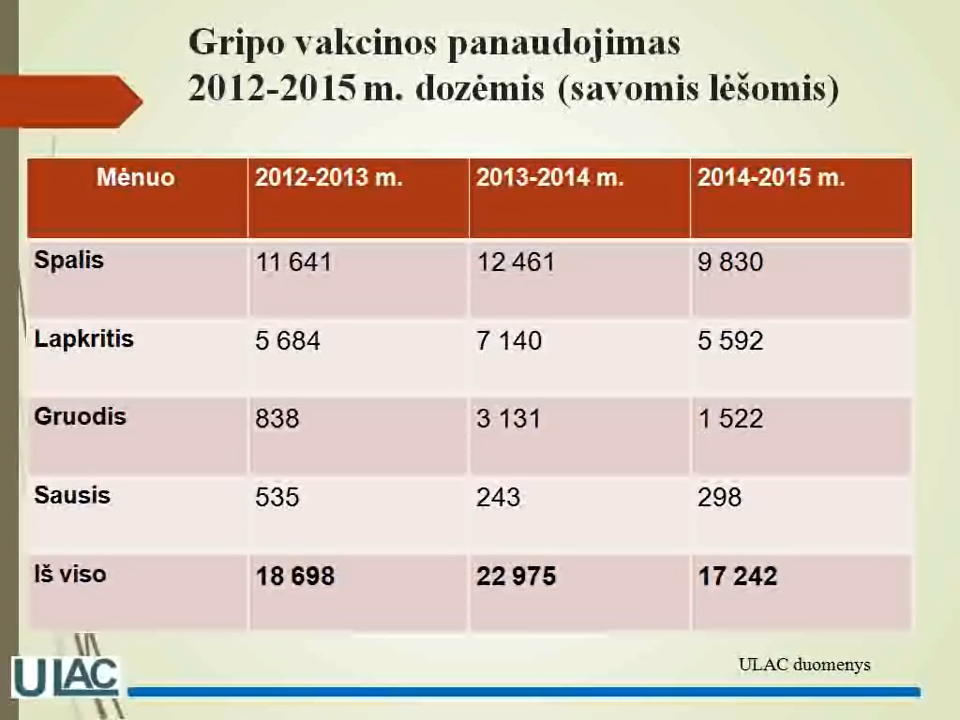 Gripo vakcinos panaudojimas
2012-2015 m. dozėmis (savomis lėšomis)
Mėnuo 2012-2013 m. 2013-2014 m. 2014-2015 m.
Spalis 11 641 12 461 9 830
Lapkritis 5 684 7 140 5 592
Gruodis 838 3 131 1 522
Sausis 535 243 298
Iš viso 18 698 22 975 17 242
ULAC duomenys
ULAC